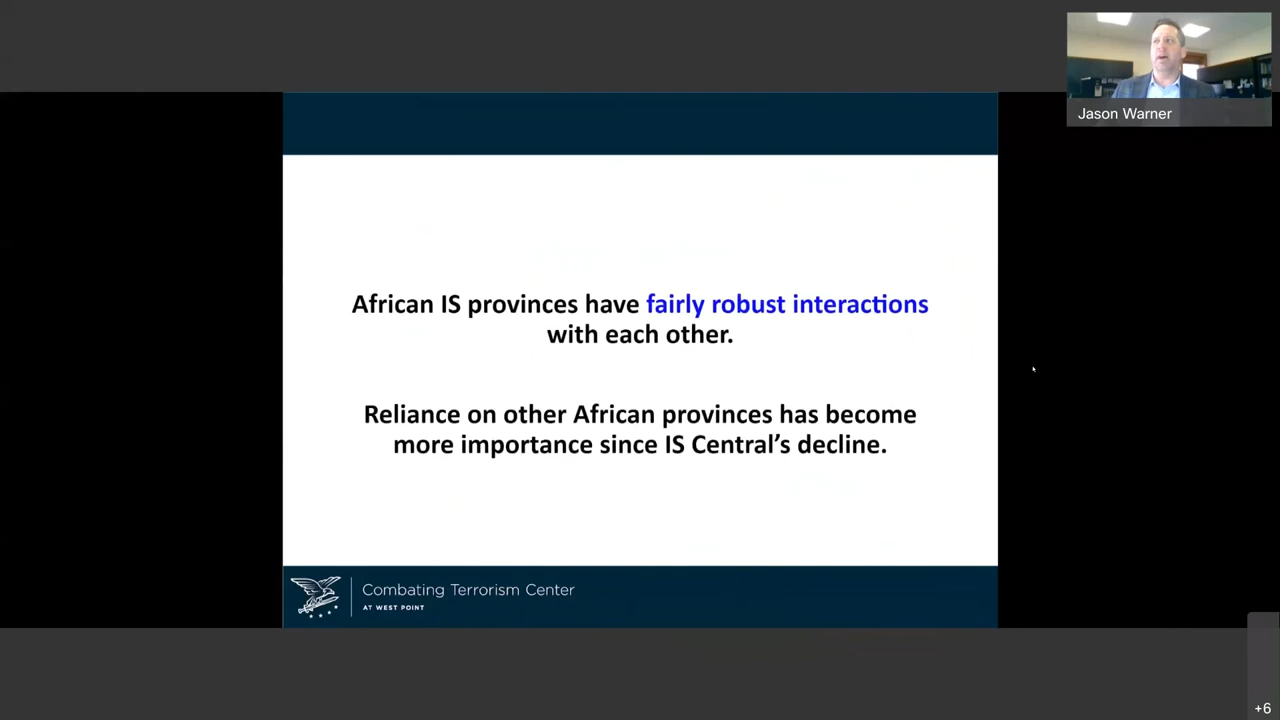 Jason Warner
African IS provinces have fairly robust interactions
with each other.
Reliance on other African provinces has become
more importance since IS Central's decline.
Combating Terrorism Center
AT WEST POINT
+6